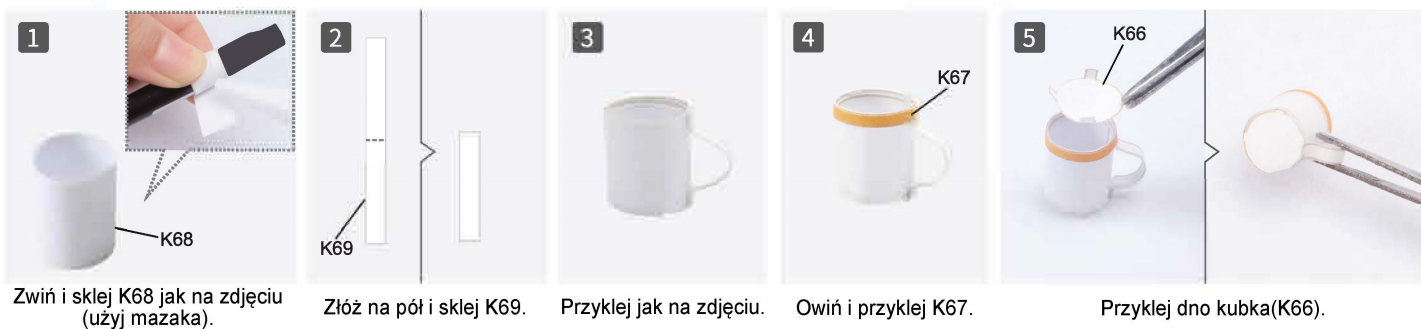 1
K68
Zwiń i sklej K68 jak na zdjęciu
(użyj mazaka).
2
K69
Złóż na pół i sklej K69.
3
Przyklej jak na zdjęciu.
4
K67
Owiń i przyklej K67.
5
K66
Przyklej dno kubka(K66).